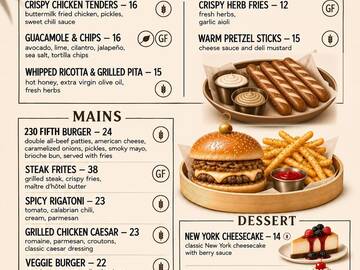 CRISPY CHICKEN TENDERS – 16
buttermilk fried chicken, pickles,
sweet chili sauce
GUACAMOLE & CHIPS – 16
avocado, lime, cilantro, jalapeño,
sea salt, tortilla chips
WHIPPED RICOTTA & GRILLED PITA – 15
hot honey, extra virgin olive oil,
fresh herbs
CRISPY HERB FRIES – 12
fresh herbs,
garlic aioli
GF
WARM PRETZEL STICKS – 15
cheese sauce and deli mustard
GF
MAINS
230 FIFTH BURGER – 24
double all-beef patties, american cheese,
caramelized onions, pickles, smoky mayo,
brioche bun, served with fries
STEAK FRITES – 38
grilled steak, crispy fries,
maître d'hôtel butter
GF
SPICY RIGATONI – 23
tomato, calabrian chili,
cream, parmesan
GRILLED CHICKEN CAESAR – 23
romaine, parmesan, croutons,
classic caesar dressing
VEGGIE BURGER – 22
DESSERT
NEW YORK CHEESECAKE – 14
classic New York cheesecake
with berry sauce